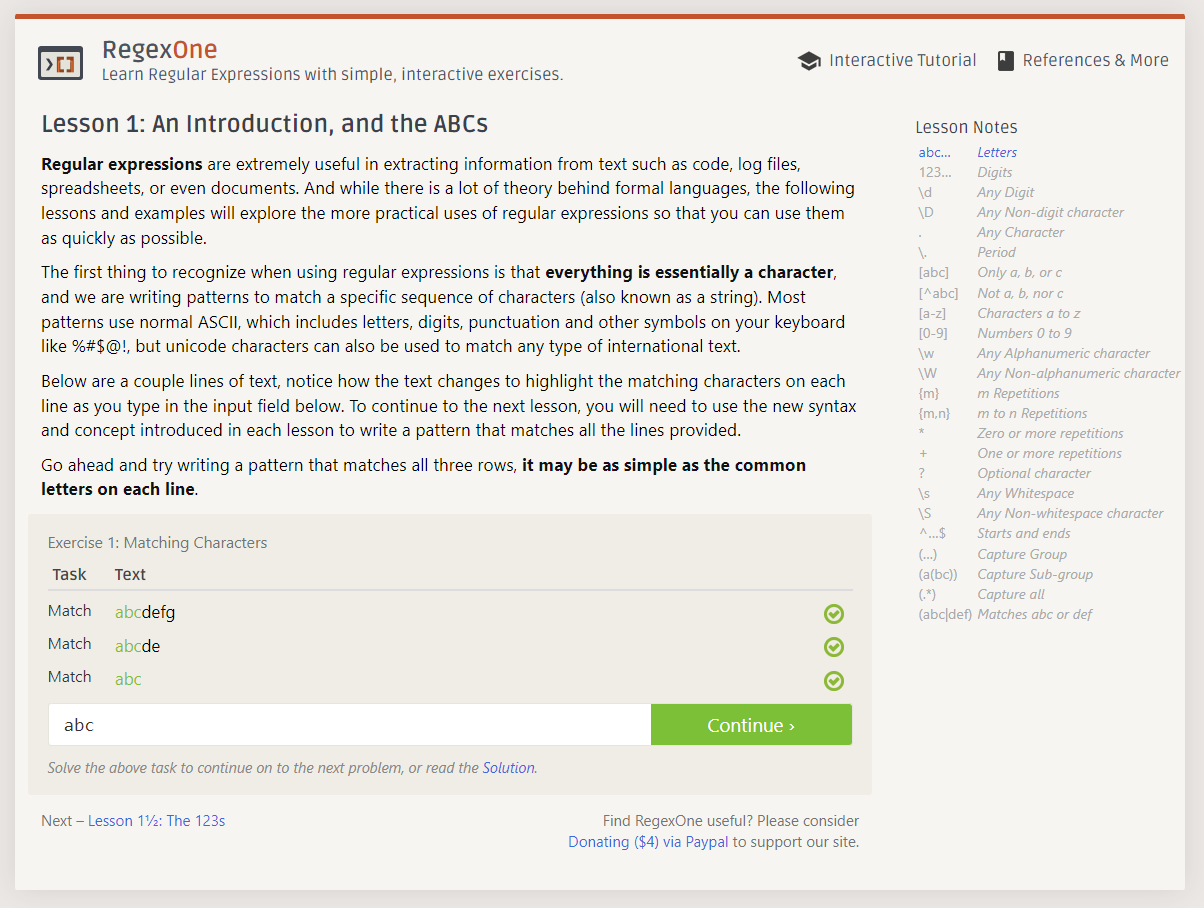 RegexOne
Learn Regular Expressions with simple, interactive exercises.
Interactive Tutorial
References & More
Lesson 1: An Introduction, and the ABCs
Regular expressions are extremely useful in extracting information from text such as code, log files,
spreadsheets, or even documents. And while there is a lot of theory behind formal languages, the following
lessons and examples will explore the more practical uses of regular expressions so that you can use them
as quickly as possible.
The first thing to recognize when using regular expressions is that everything is essentially a character,
and we are writing patterns to match a specific sequence of characters (also known as a string). Most
patterns use normal ASCII, which includes letters, digits, punctuation and other symbols on your keyboard
like %#$@!, but unicode characters can also be used to match any type of international text.
Below are a couple lines of text, notice how the text changes to highlight the matching characters on each
line as you type in the input field below. To continue to the next lesson, you will need to use the new syntax
and concept introduced in each lesson to write a pattern that matches all the lines provided.
Go ahead and try writing a pattern that matches all three rows, it may be as simple as the common
letters on each line.
Exercise 1: Matching Characters
Task Text
Match abcdefg
Match abcde
Match abc
abc
Continue ›
Solve the above task to continue on to the next problem, or read the Solution.
Next – Lesson 1½: The 123s
Find RegexOne useful? Please consider
Donating ($4) via Paypal to support our site.
Lesson Notes
abc… Letters
123… Digits
\d Any Digit
\D Any Non-digit character
. Any Character
\. Period
[abc] Only a, b, or c
[^abc] Not a, b, nor c
[a-z] Characters a to z
[0-9] Numbers 0 to 9
\w Any Alphanumeric character
\W Any Non-alphanumeric character
{m} m Repetitions
{m,n} m to n Repetitions
* Zero or more repetitions
+ One or more repetitions
? Optional character
\s Any Whitespace
\S Any Non-whitespace character
^…$ Starts and ends
(…) Capture Group
(a(bc)) Capture Sub-group
(.*) Capture all
(abc|def) Matches abc or def